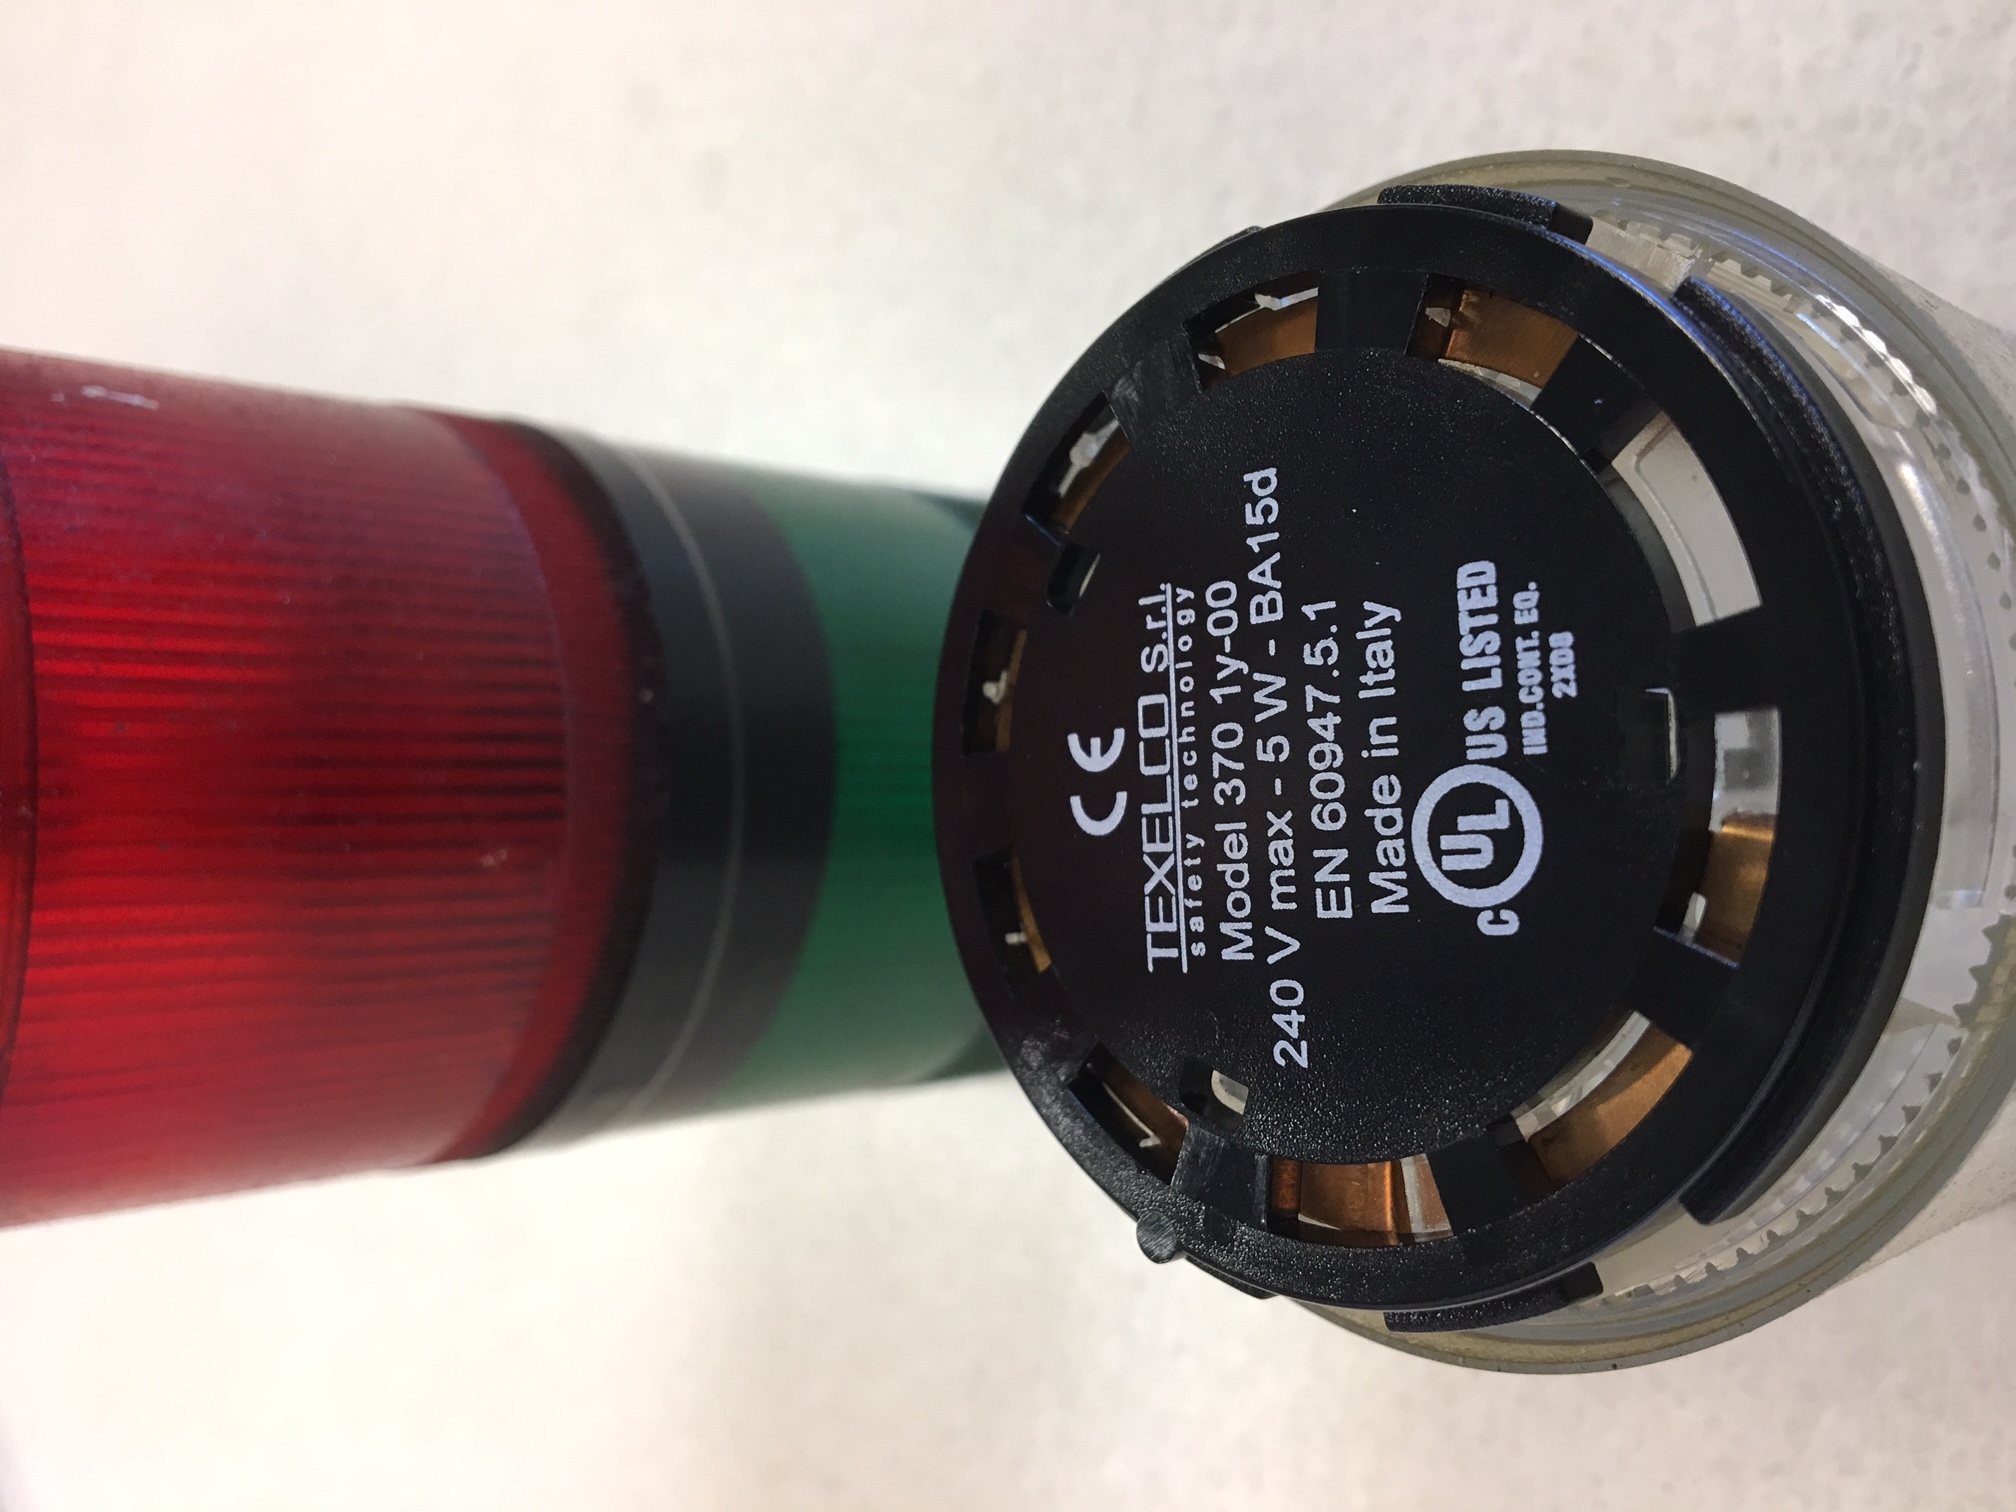 CE
TEXELCO S.r.l.
safety technology
Model 370 1y-00
240 V max - 5 W - BA15d
EN 60947.5.1
Made in Italy
C UL US LISTED
IND.CONT. EQ.
2XD8